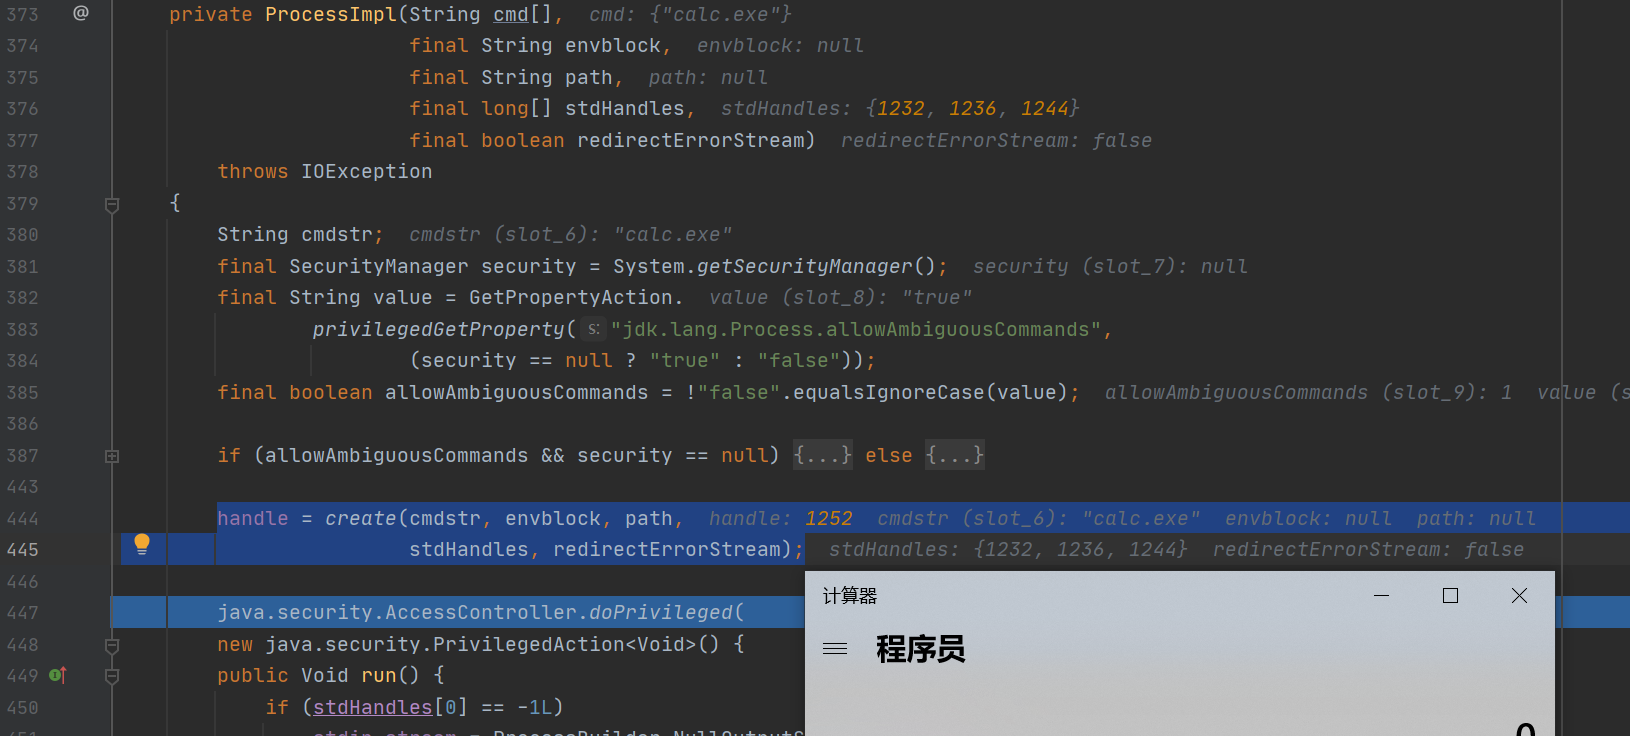 373 @ private ProcessImpl(String cmd[], cmd: {"calc.exe"}
374 final String envblock, envblock: null
375 final String path, path: null
376 final long[] stdHandles, stdHandles: {1232, 1236, 1244}
377 final boolean redirectErrorStream) redirectErrorStream: false
378 throws IOException
379 {
380 String cmdstr; cmdstr (slot_6): "calc.exe"
381 final SecurityManager security = System.getSecurityManager(); security (slot_7): null
382 final String value = GetPropertyAction. value (slot_8): "true"
383 privilegedGetProperty( s: "jdk.lang.Process.allowAmbiguousCommands",
384 (security == null ? "true" : "false"));
385 final boolean allowAmbiguousCommands = !"false".equalsIgnoreCase(value); allowAmbiguousCommands (slot_9): 1 value (s
386
387 if (allowAmbiguousCommands && security == null) {...} else {...}
443
444 handle = create(cmdstr, envblock, path, handle: 1252 cmdstr (slot_6): "calc.exe" envblock: null path: null
445 stdHandles, redirectErrorStream); stdHandles: {1232, 1236, 1244} redirectErrorStream: false
446
447 java.security.AccessController.doPrivileged(
448 new java.security.PrivilegedAction<Void>() {
449 public Void run() {
450 if (stdHandles[0] == -1L)
计算器
程序员
0